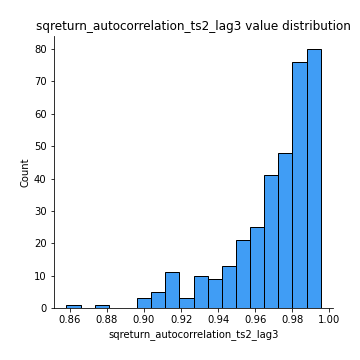 sqreturn_autocorrelation_ts2_lag3 value distribution
80
70
60
50
40
30
20
10
0
Count
0.86 0.88 0.90 0.92 0.94 0.96 0.98 1.00
sqreturn_autocorrelation_ts2_lag3